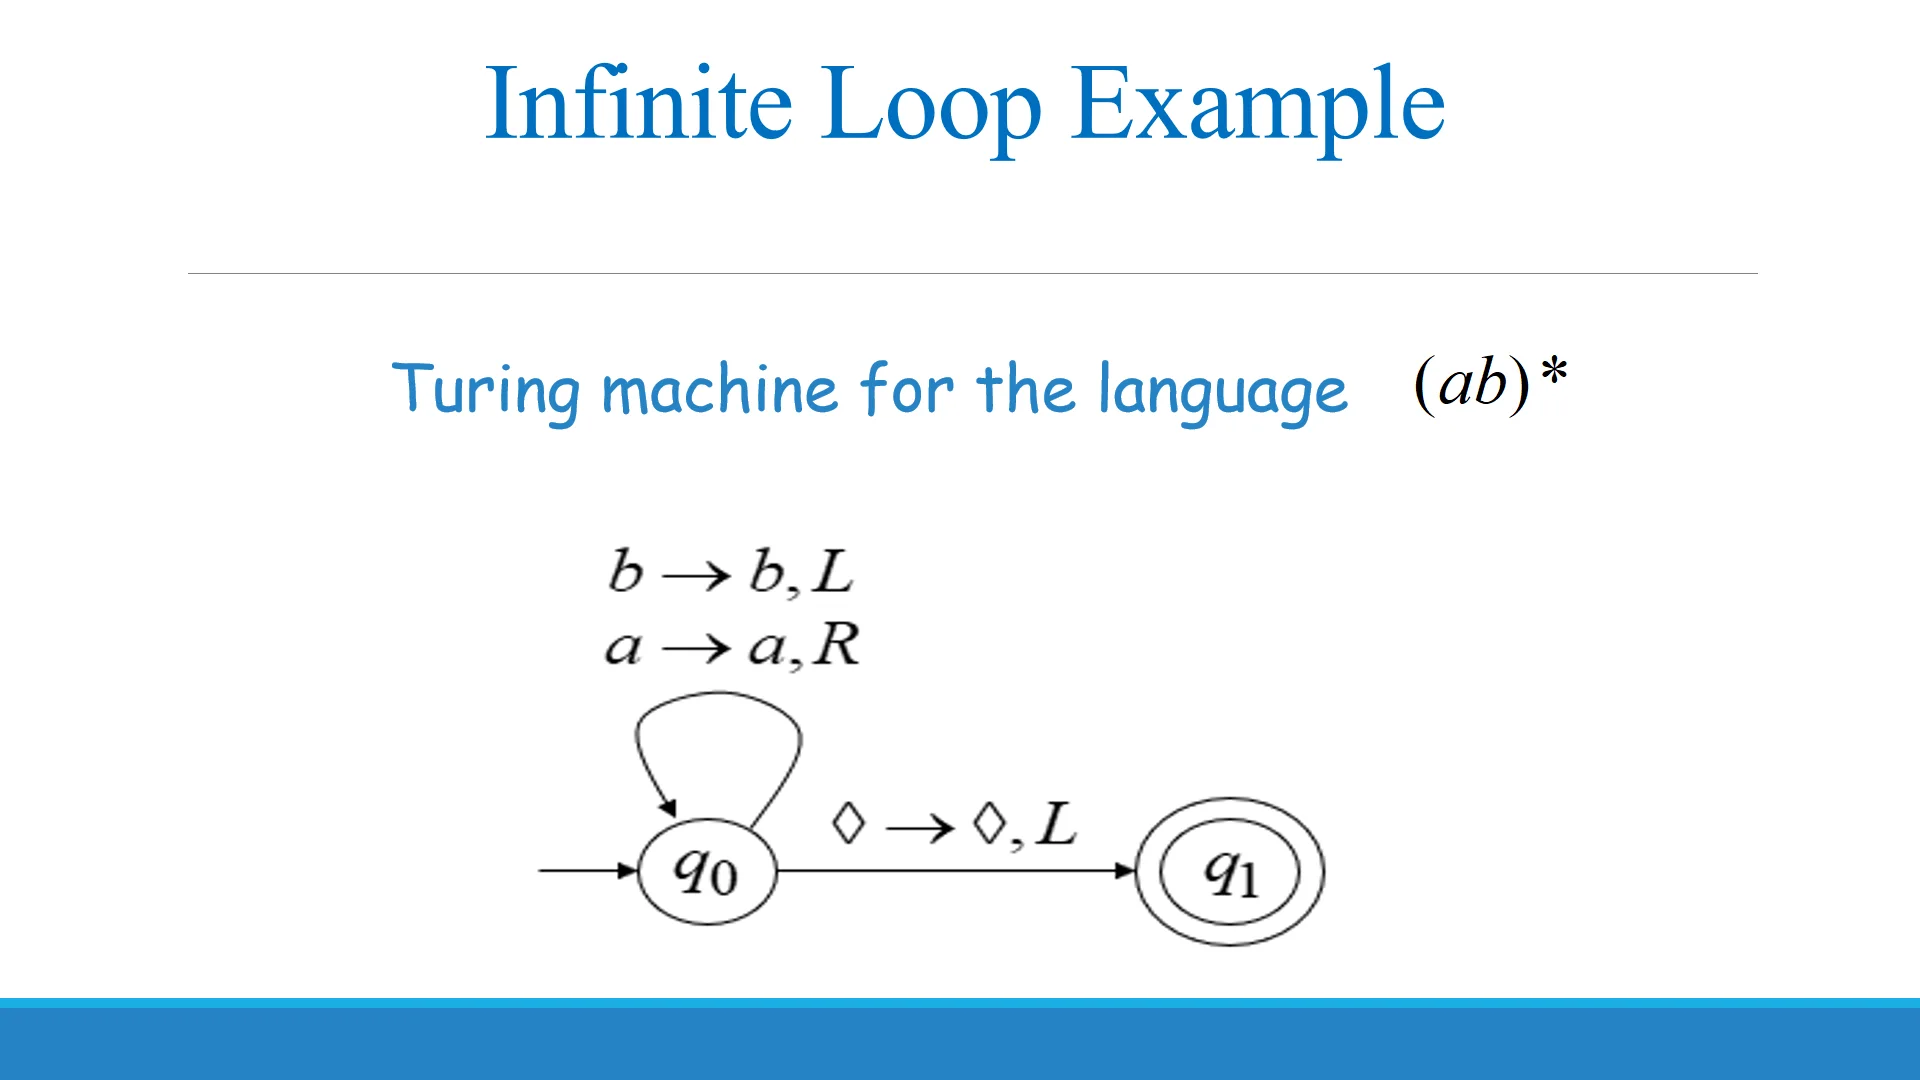 Infinite Loop Example
Turing machine for the language (ab)*
b → b, L
a → a, R
◊ → ◊, L
q₀
q₁